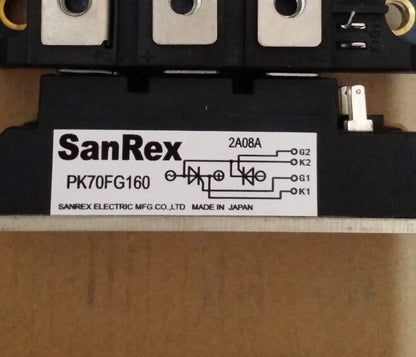 SanRex
2A08A
PK70FG160
G2
K2
G1
K1
SANREX ELECTRIC MFG.CO.,LTD MADE IN JAPAN